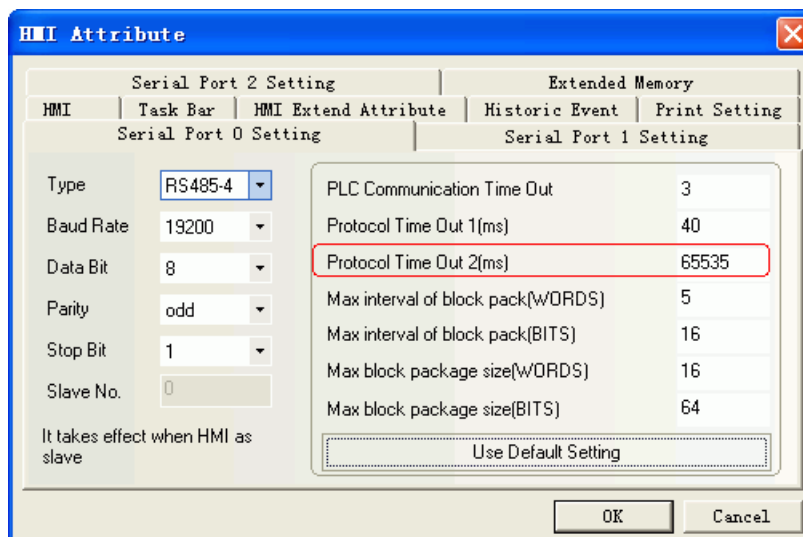 HMI Attribute
Serial Port 2 Setting
Extended Memory
HMI
Task Bar
HMI Extend Attribute
Historic Event
Print Setting
Serial Port 0 Setting
Serial Port 1 Setting
Type
RS485-4
Baud Rate
19200
Data Bit
8
Parity
odd
Stop Bit
1
Slave No.
0
It takes effect when HMI as
slave
PLC Communication Time Out
3
Protocol Time Out 1(ms)
40
Protocol Time Out 2(ms)
65535
Max interval of block pack(WORDS)
5
Max interval of block pack(BITS)
16
Max block package size(WORDS)
16
Max block package size(BITS)
64
Use Default Setting
OK
Cancel